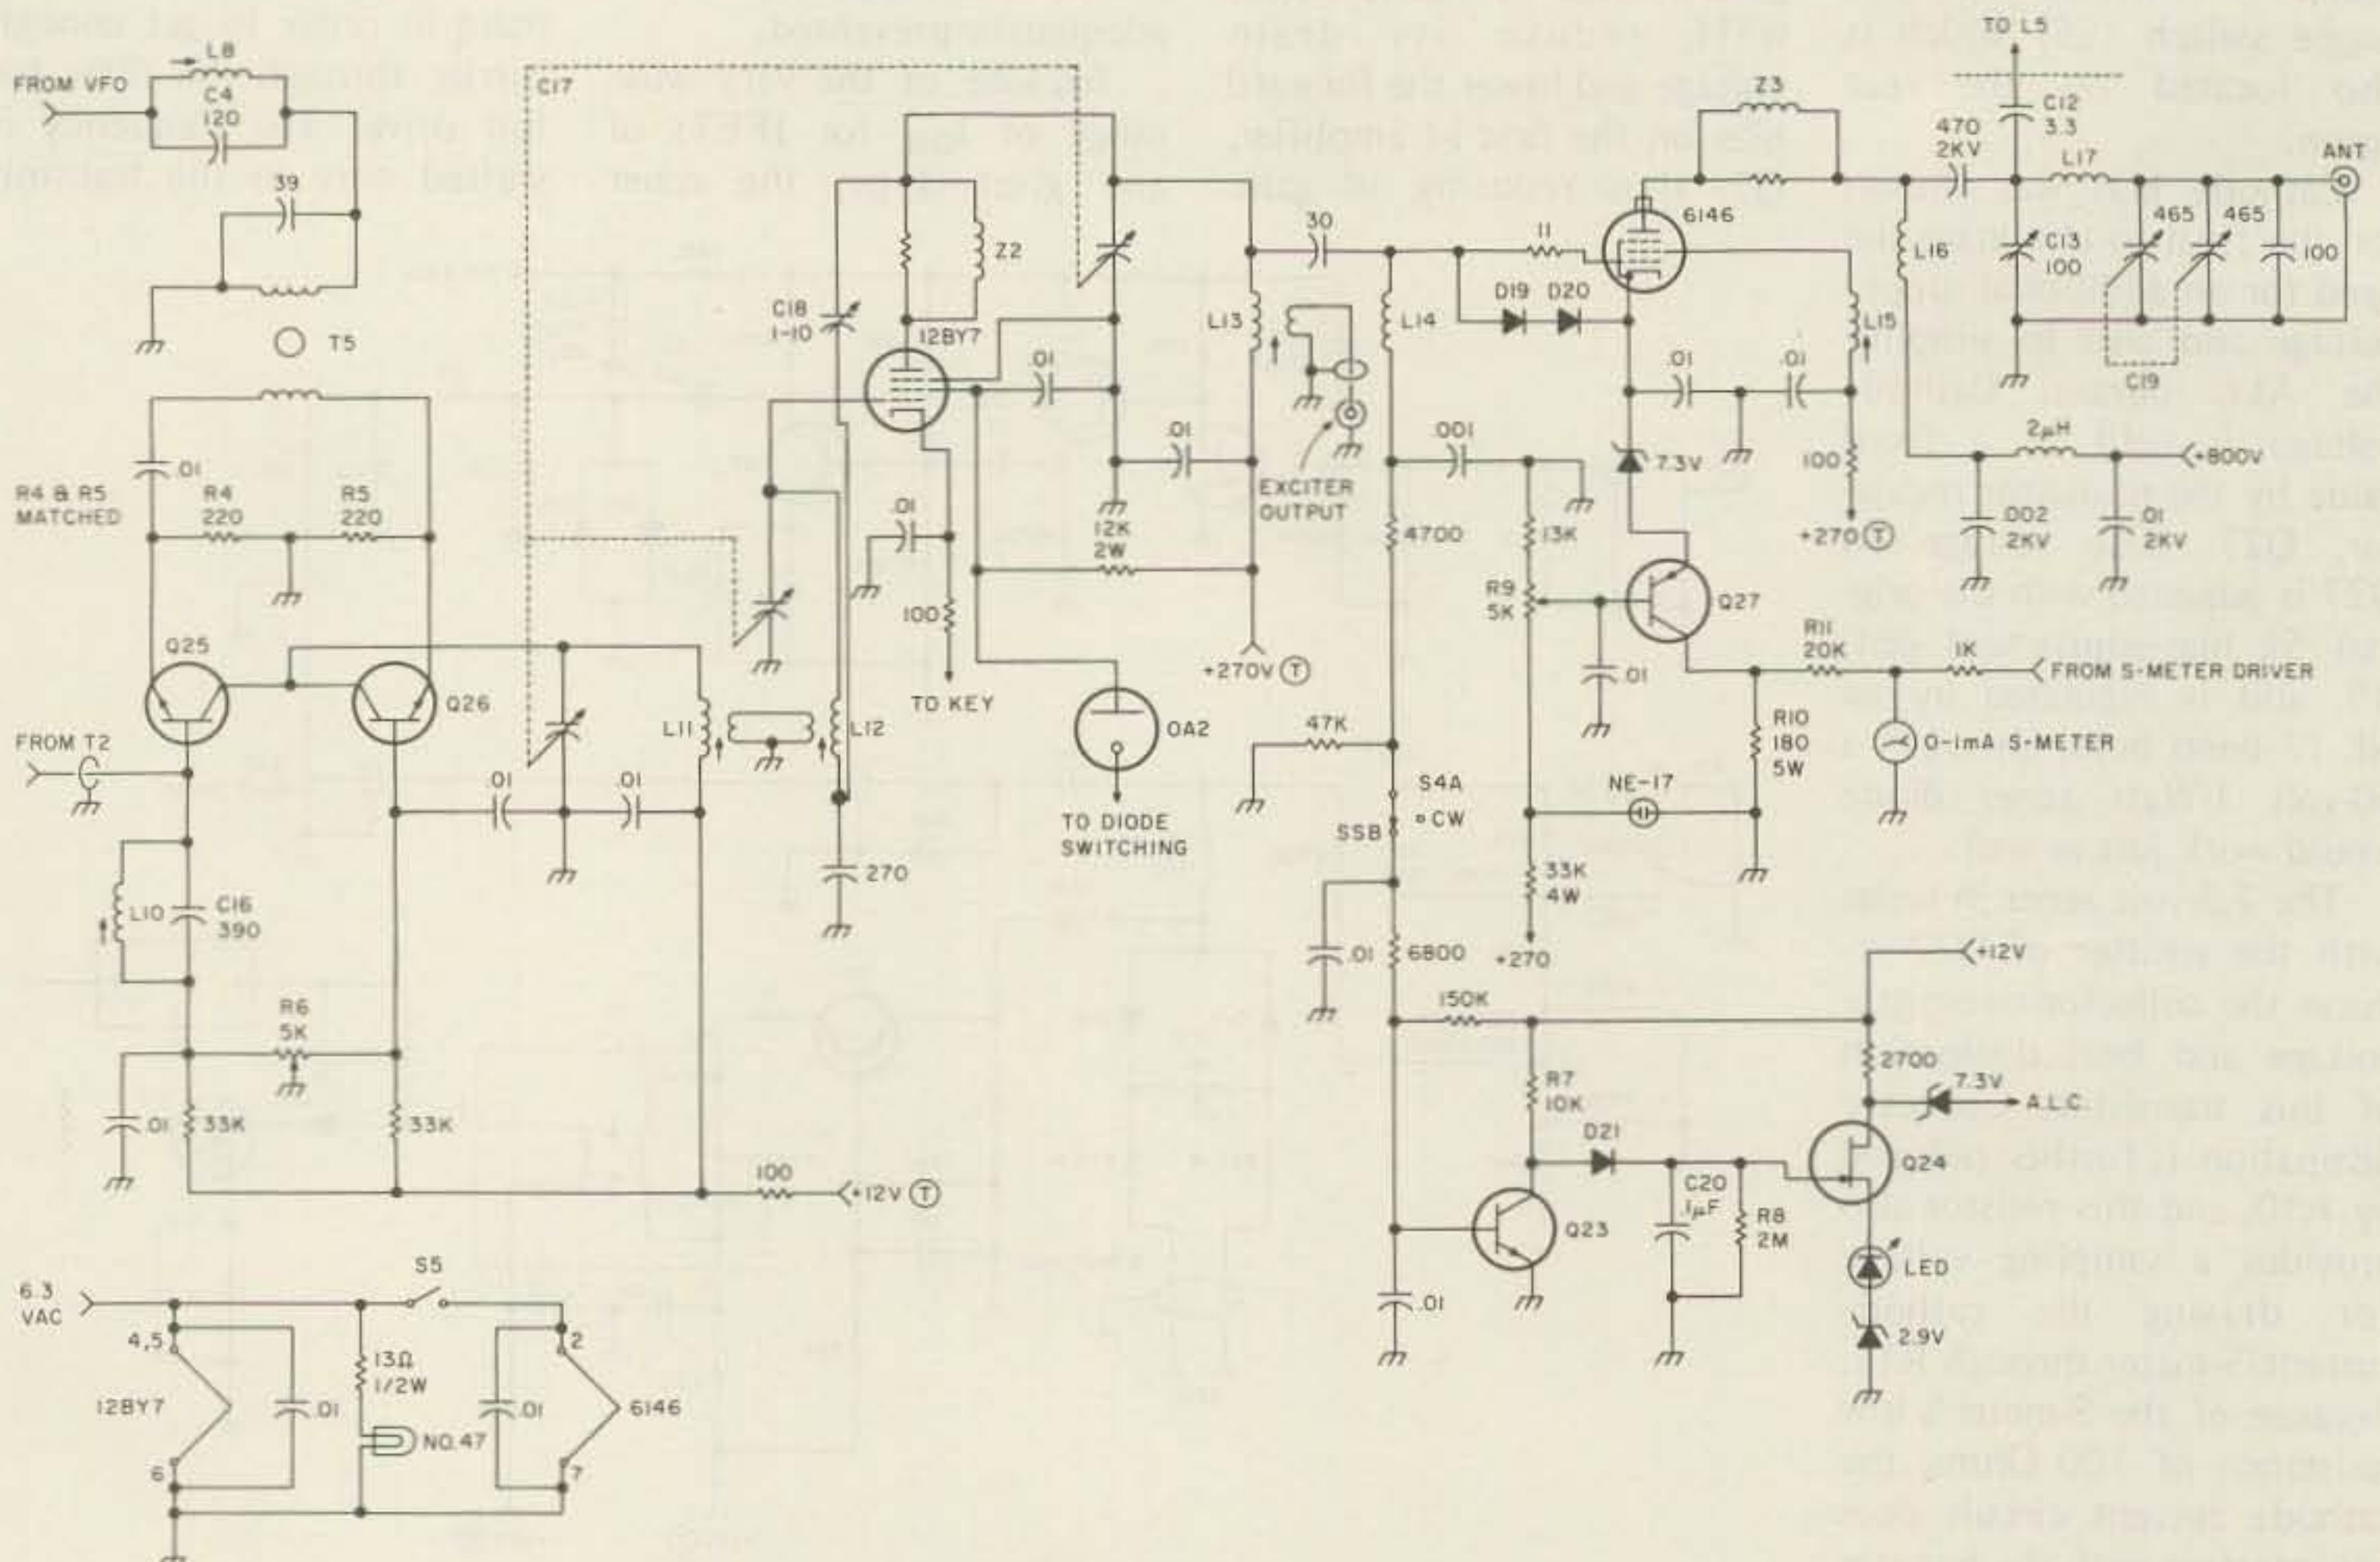 TO L5
L8
FROM VFO
C4
120
C17
Z3
C12
3.3
470
2KV
L17
ANT
39
30
11
6146
465
465
Z2
C18
1-10
12BY7
L13
L14
D19 D20
L15
L16
C13
100
100
T5
.01
.01
.01
C19
.01
R4 & R5
MATCHED
R4
220
R5
220
.01
.001
7.3V
100
2µH
+800V
EXCITER
OUTPUT
.01
12K
2W
4700
13K
+270 T
.002
2KV
.01
2KV
100
R9
5K
Q27
Q25
Q26
TO KEY
+270V T
.01
R11
20K
1K
FROM S-METER DRIVER
FROM T2
L11
L12
OA2
47K
R10
180
5W
0-1mA S-METER
.01
.01
TO DIODE
SWITCHING
S4A
CW
SSB
NE-17
270
33K
4W
L10
C16
390
.01
6800
+270
+12V
R6
5K
150K
2700
7.3V
A.L.C.
.01
33K
33K
R7
10K
D21
100
+12V T
C20
.1µF
R8
2M
Q24
Q23
LED
S5
6.3
VAC
.01
2.9V
4,5
13Ω
1/2W
2
12BY7
.01
.01
6146
NO.47
6
7